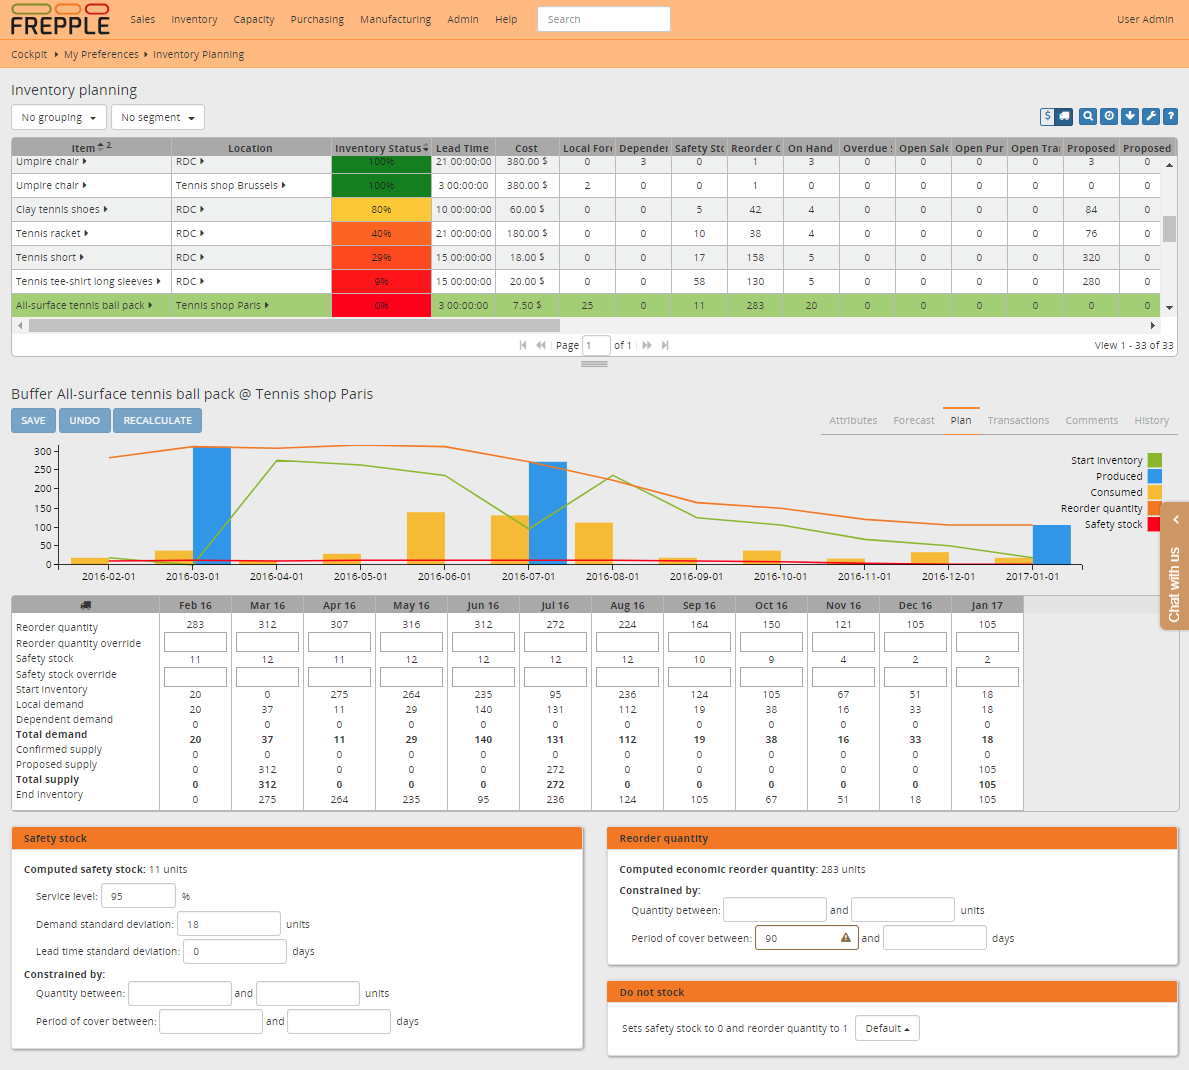 FREPPLE Sales Inventory Capacity Purchasing Manufacturing Admin Help Search User Admin
Cockpit My Preferences Inventory Planning
Inventory planning
No grouping No segment $ ?
Item 2 Location Inventory Status Lead Time Cost Local Fore Depender Safety Sto Reorder C On Hand Overdue Open Sale Open Pur Open Tra Proposed Proposed
Umpire chair RDC 100% 21 00:00:00 380.00 $ 0 3 0 1 3 0 0 0 0 3 0
Umpire chair Tennis shop Brussels 100% 3 00:00:00 380.00 $ 2 0 0 1 0 0 0 0 0 0 0
Clay tennis shoes RDC 80% 10 00:00:00 60.00 $ 0 0 5 42 4 0 0 0 0 84 0
Tennis racket RDC 40% 21 00:00:00 180.00 $ 0 0 10 38 4 0 0 0 0 76 0
Tennis short RDC 29% 15 00:00:00 18.00 $ 0 0 17 158 5 0 0 0 0 320 0
Tennis tee-shirt long sleeves RDC 9% 15 00:00:00 20.00 $ 0 0 58 130 5 0 0 0 0 280 0
All-surface tennis ball pack Tennis shop Paris 0% 3 00:00:00 7.50 $ 25 0 11 283 20 0 0 0 0 0 0
Page 1 of 1 View 1 - 33 of 33
Buffer All-surface tennis ball pack @ Tennis shop Paris
SAVE UNDO RECALCULATE Attributes Forecast Plan Transactions Comments History
300
250
200
150
100
50
0
2016-02-01 2016-03-01 2016-04-01 2016-05-01 2016-06-01 2016-07-01 2016-08-01 2016-09-01 2016-10-01 2016-11-01 2016-12-01 2017-01-01
Start inventory
Produced
Consumed
Reorder quantity
Safety stock
Chat with us
Feb 16 Mar 16 Apr 16 May 16 Jun 16 Jul 16 Aug 16 Sep 16 Oct 16 Nov 16 Dec 16 Jan 17
Reorder quantity 283 312 307 316 312 272 224 164 150 121 105 105
Reorder quantity override
Safety stock 11 12 11 12 12 12 12 10 9 4 2 2
Safety stock override
Start inventory 20 0 275 264 235 95 236 124 105 67 51 18
Local demand 20 37 11 29 140 131 112 19 38 16 33 18
Dependent demand 0 0 0 0 0 0 0 0 0 0 0 0
Total demand 20 37 11 29 140 131 112 19 38 16 33 18
Confirmed supply 0 0 0 0 0 0 0 0 0 0 0 0
Proposed supply 0 312 0 0 0 272 0 0 0 0 0 105
Total supply 0 312 0 0 0 272 0 0 0 0 0 105
End inventory 0 275 264 235 95 236 124 105 67 51 18 105
Safety stock
Computed safety stock: 11 units
Service level: 95 %
Demand standard deviation: 18 units
Lead time standard deviation: 0 days
Constrained by:
Quantity between: and units
Period of cover between: and days
Reorder quantity
Computed economic reorder quantity: 283 units
Constrained by:
Quantity between: and units
Period of cover between: 90 and days
Do not stock
Sets safety stock to 0 and reorder quantity to 1 Default